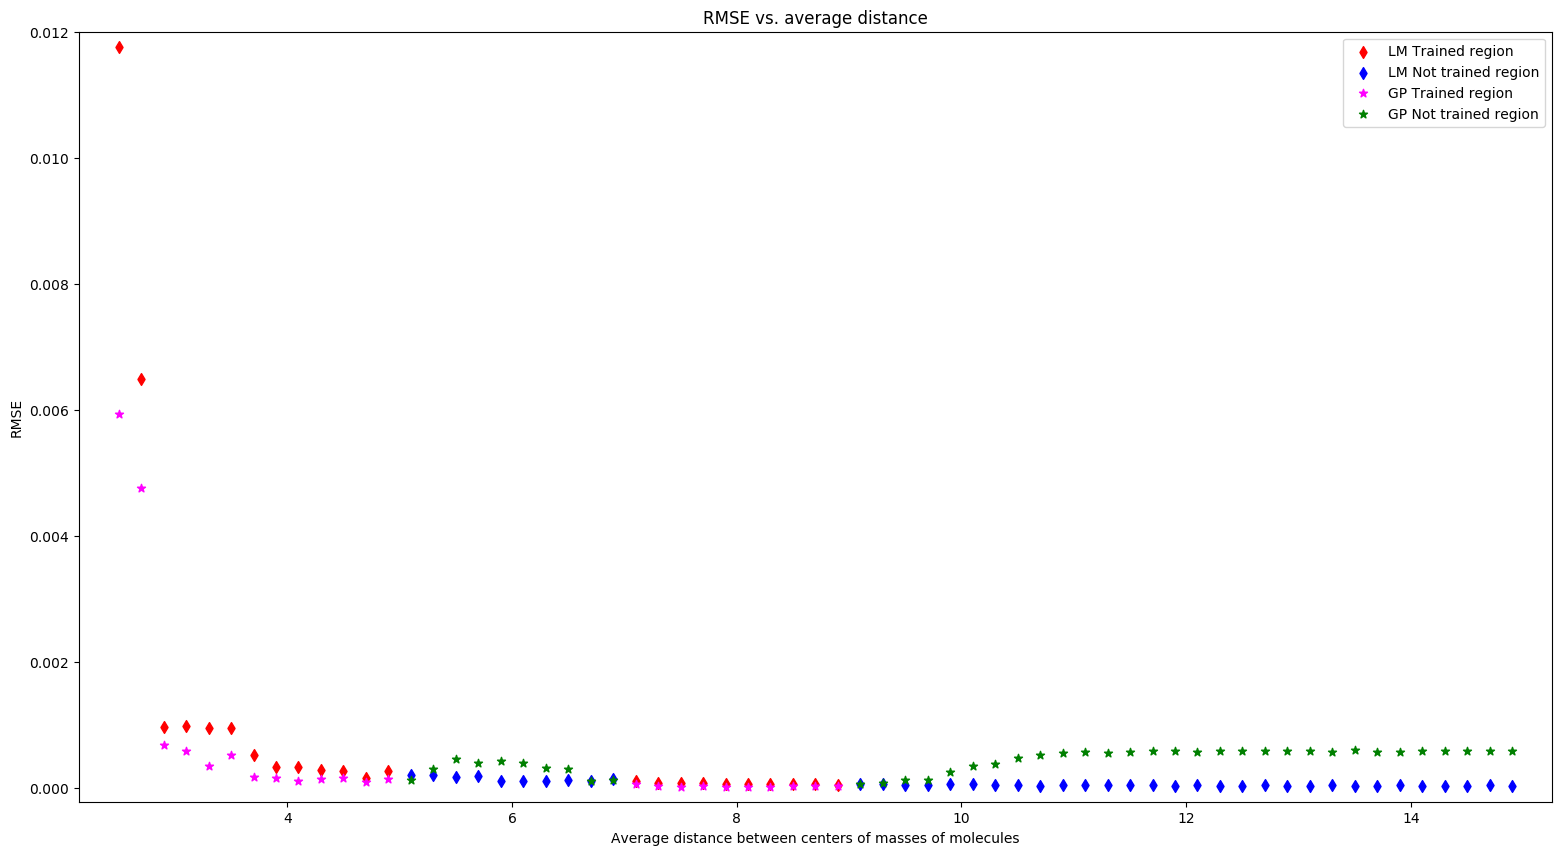 RMSE vs. average distance
0.012
0.010
0.008
0.006
0.004
0.002
0.000
RMSE
LM Trained region
LM Not trained region
GP Trained region
GP Not trained region
4 6 8 10 12 14
Average distance between centers of masses of molecules